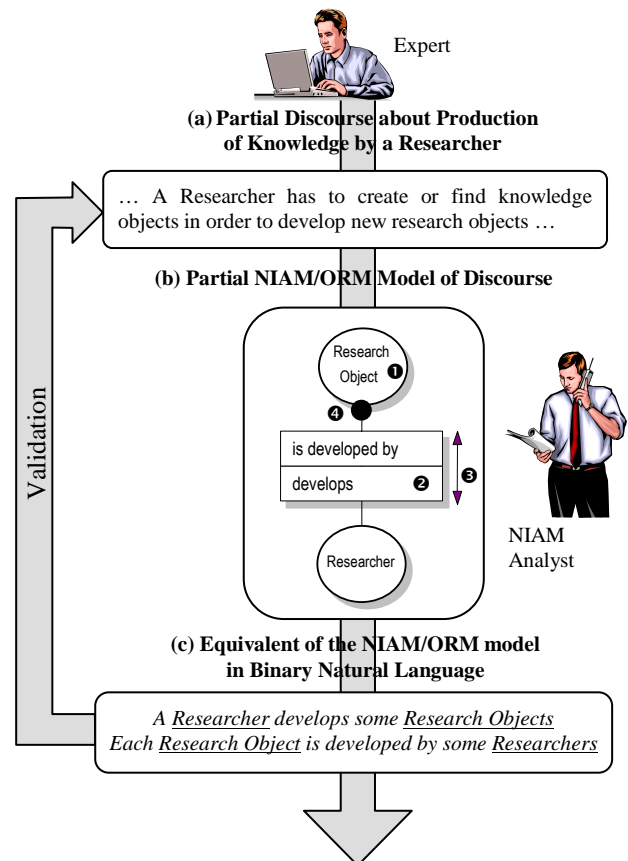 Expert
(a) Partial Discourse about Production
of Knowledge by a Researcher
… A Researcher has to create or find knowledge
objects in order to develop new research objects …
(b) Partial NIAM/ORM Model of Discourse
Research
Object ❶
❹
is developed by
develops ❷
❸
Researcher
NIAM
Analyst
Validation
(c) Equivalent of the NIAM/ORM model
in Binary Natural Language
A Researcher develops some Research Objects
Each Research Object is developed by some Researchers